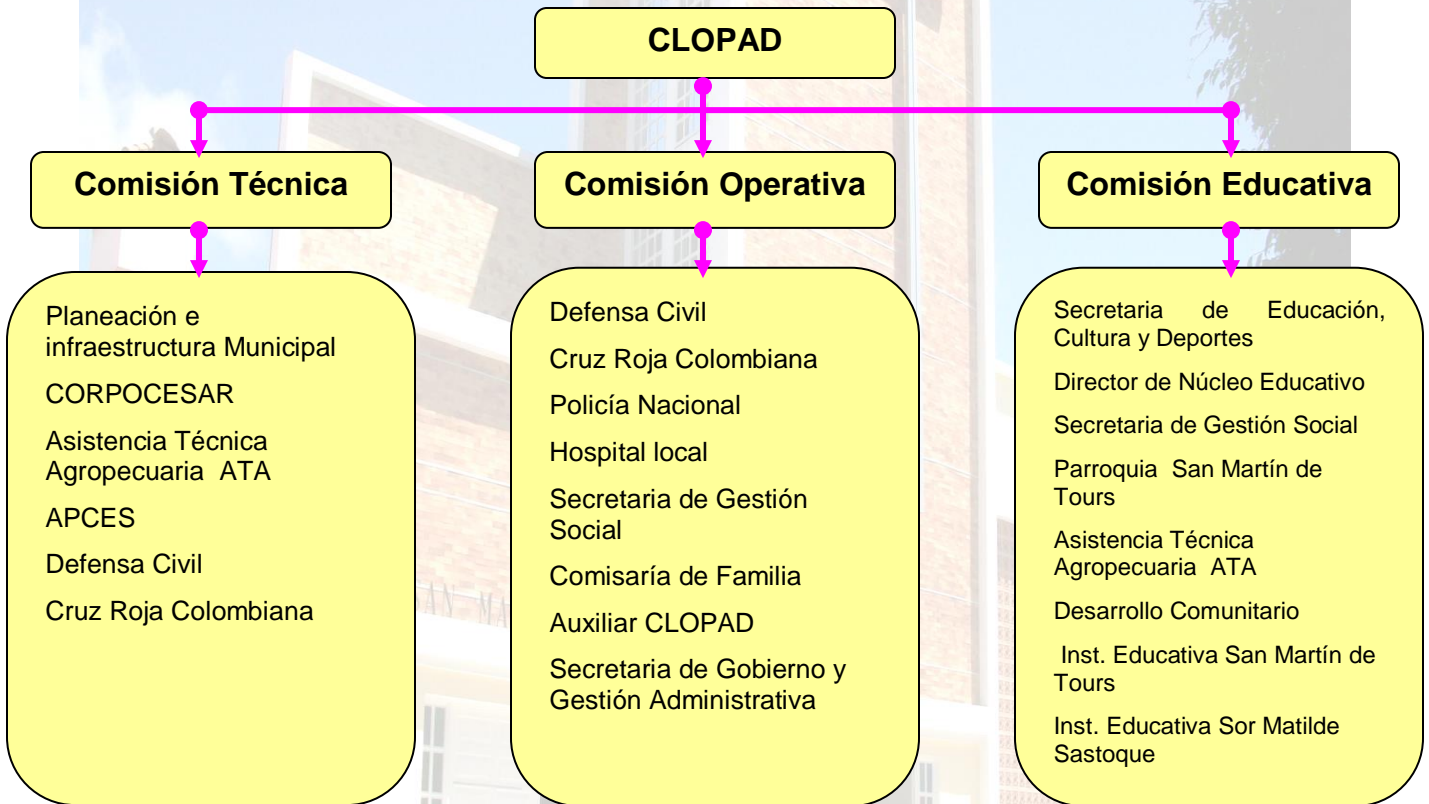 CLOPAD
Comisión Técnica
Comisión Operativa
Comisión Educativa
Planeación e
infraestructura Municipal
CORPOCESAR
Asistencia Técnica
Agropecuaria ATA
APCES
Defensa Civil
Cruz Roja Colombiana
Defensa Civil
Cruz Roja Colombiana
Policía Nacional
Hospital local
Secretaria de Gestión
Social
Comisaría de Familia
Auxiliar CLOPAD
Secretaria de Gobierno y
Gestión Administrativa
Secretaria de Educación,
Cultura y Deportes
Director de Núcleo Educativo
Secretaria de Gestión Social
Parroquia San Martín de
Tours
Asistencia Técnica
Agropecuaria ATA
Desarrollo Comunitario
Inst. Educativa San Martín de
Tours
Inst. Educativa Sor Matilde
Sastoque